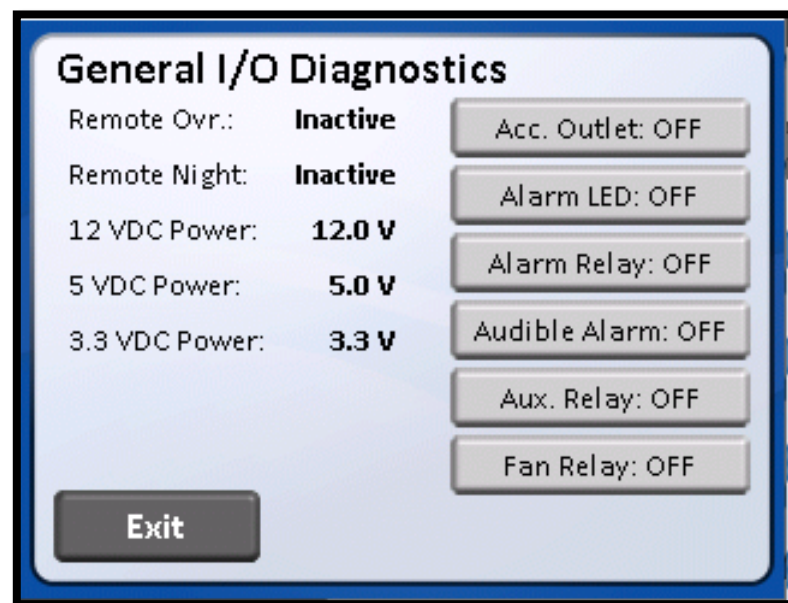 General I/O Diagnostics
Remote Ovr.: Inactive
Remote Night: Inactive
12 VDC Power: 12.0 V
5 VDC Power: 5.0 V
3.3 VDC Power: 3.3 V
Acc. Outlet: OFF
Alarm LED: OFF
Alarm Relay: OFF
Audible Alarm: OFF
Aux. Relay: OFF
Fan Relay: OFF
Exit